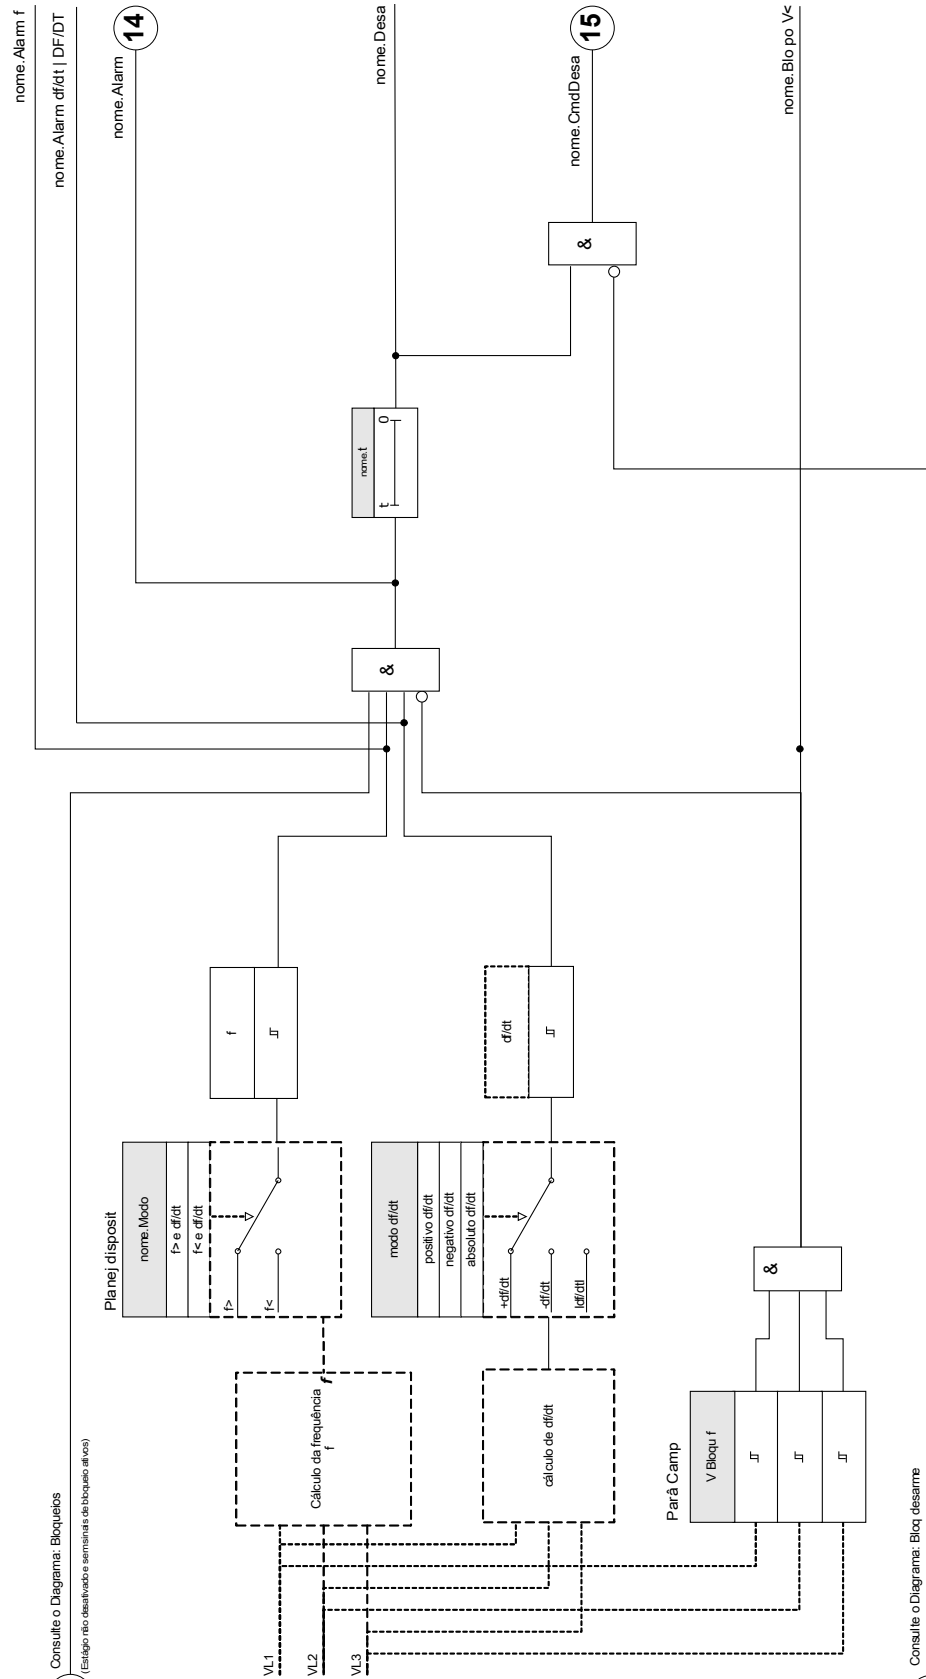 nome.Alarm f
nome.Alarm df/dt | DF/DT
14
nome.Alarm
nome.Desa
15
nome.CmdDesa
nome.Blo po V<
&
nome.t
t
0
&
Planej disposit
nome.Modo
f> e df/dt
f< e df/dt
f>
f<
f
modo df/dt
positivo df/dt
negativo df/dt
absoluto df/dt
+df/dt
-df/dt
|df/dt|
df/dt
Cálculo da frequência
f
f
cálculo de df/dt
&
Parâ Camp
V Bloqu f
VL1
VL2
VL3
Consulte o Diagrama: Bloqueios
(Estágio não desativado e sem sinais de bloqueio ativos)
Consulte o Diagrama: Bloq desarme